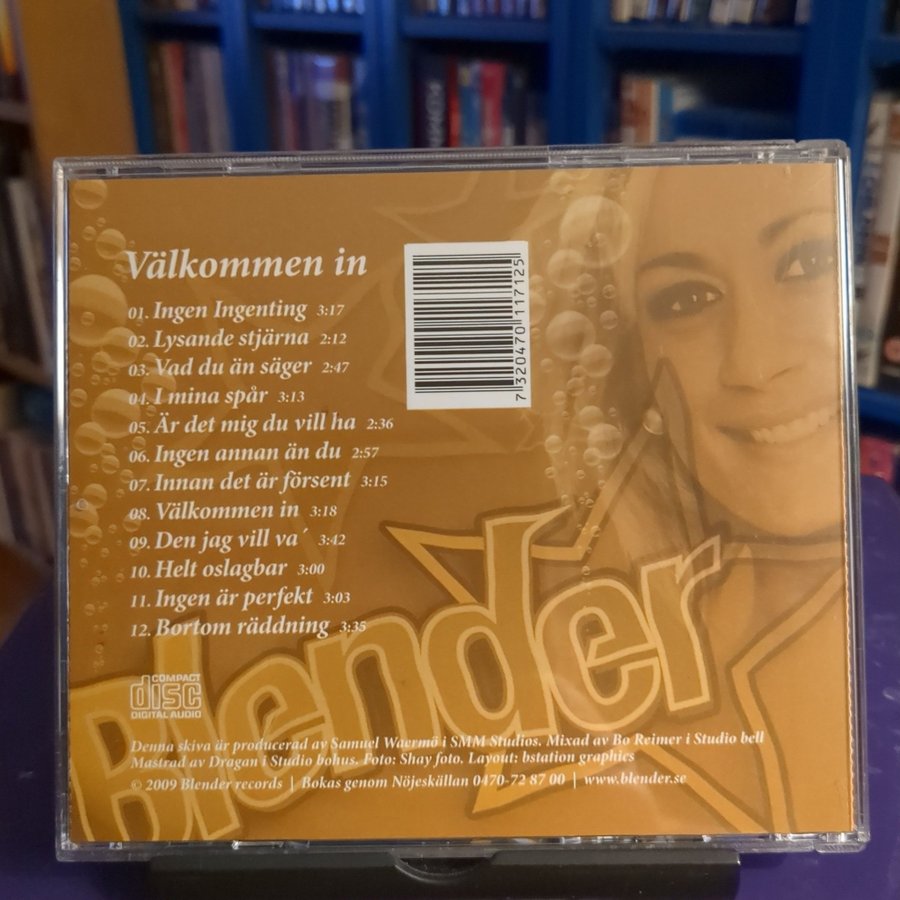 Välkommen in
01. Ingen Ingenting 3:17
02. Lysande stjärna 2:12
03. Vad du än säger 2:47
04. I mina spår 3:13
05. Är det mig du vill ha 2:36
06. Ingen annan än du 2:57
07. Innan det är försent 3:15
08. Välkommen in 3:18
09. Den jag vill va´ 3:42
10. Helt oslagbar 3:00
11. Ingen är perfekt 3:03
12. Bortom räddning 3:35
7 320470 117125
Blender
COMPACT
disc
DIGITAL AUDIO
Denna skiva är producerad av Samuel Waermö i SMM Studios. Mixad av Bo Reimer i Studio bell
Mastrad av Dragan i Studio bohus. Foto: Shay foto. Layout: bstation graphics
© 2009 Blender records | Bokas genom Nöjeskällan 0470-72 87 00 | www.blender.se